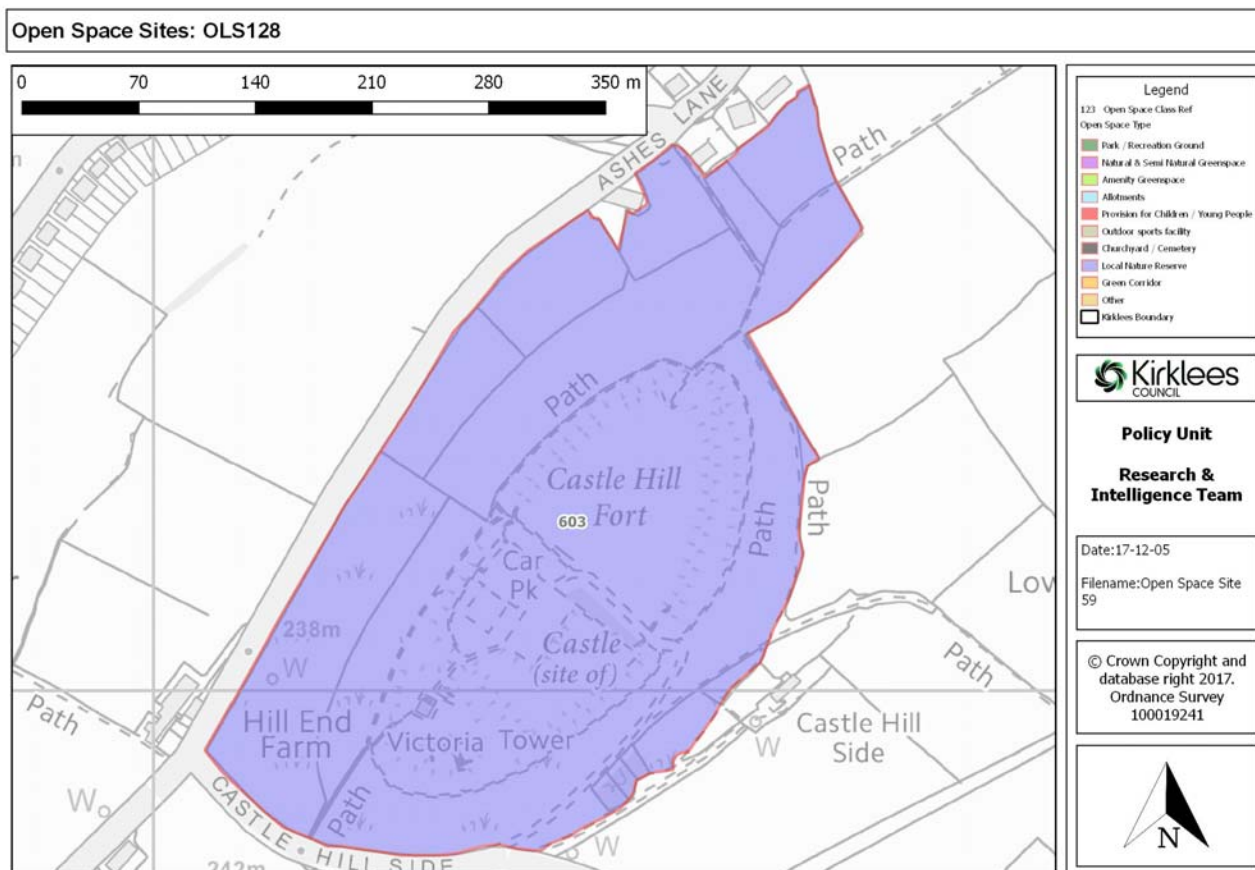 Open Space Sites: OLS128
0 70 140 210 280 350 m
ASHES LANE
Path
Path
Castle Hill
Fort
603
Path
Path
Car
Pk
Castle
(site of)
238m
W
Hill End
Farm
Victoria Tower
Path
Path
W
CASTLE HILL SIDE
242m
W
W
Castle Hill
Side
Path
Legend
123 Open Space Class Ref
Open Space Type
Park / Recreation Ground
Natural & Semi Natural Greenspace
Amenity Greenspace
Allotments
Provision for Children / Young People
Outdoor sports facility
Churchyard / Cemetery
Local Nature Reserve
Green Corridor
Other
Kirklees Boundary
Kirklees
COUNCIL
Policy Unit
Research &
Intelligence Team
Date:17-12-05
Filename:Open Space Site
59
© Crown Copyright and
database right 2017.
Ordnance Survey
100019241
N